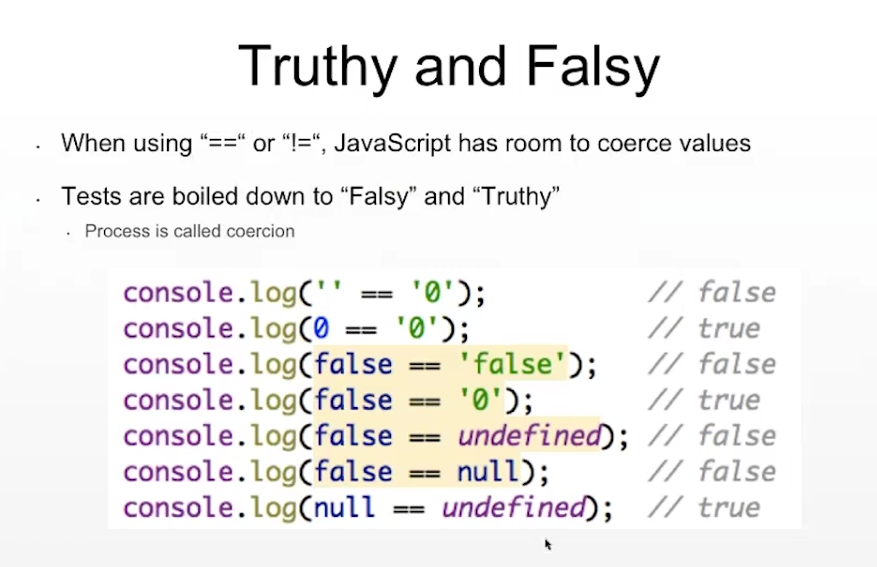 Truthy and Falsy
· When using “==“ or “!=“, JavaScript has room to coerce values
· Tests are boiled down to “Falsy” and “Truthy”
· Process is called coercion
console.log('' == '0'); // false
console.log(0 == '0'); // true
console.log(false == 'false'); // false
console.log(false == '0'); // true
console.log(false == undefined); // false
console.log(false == null); // false
console.log(null == undefined); // true